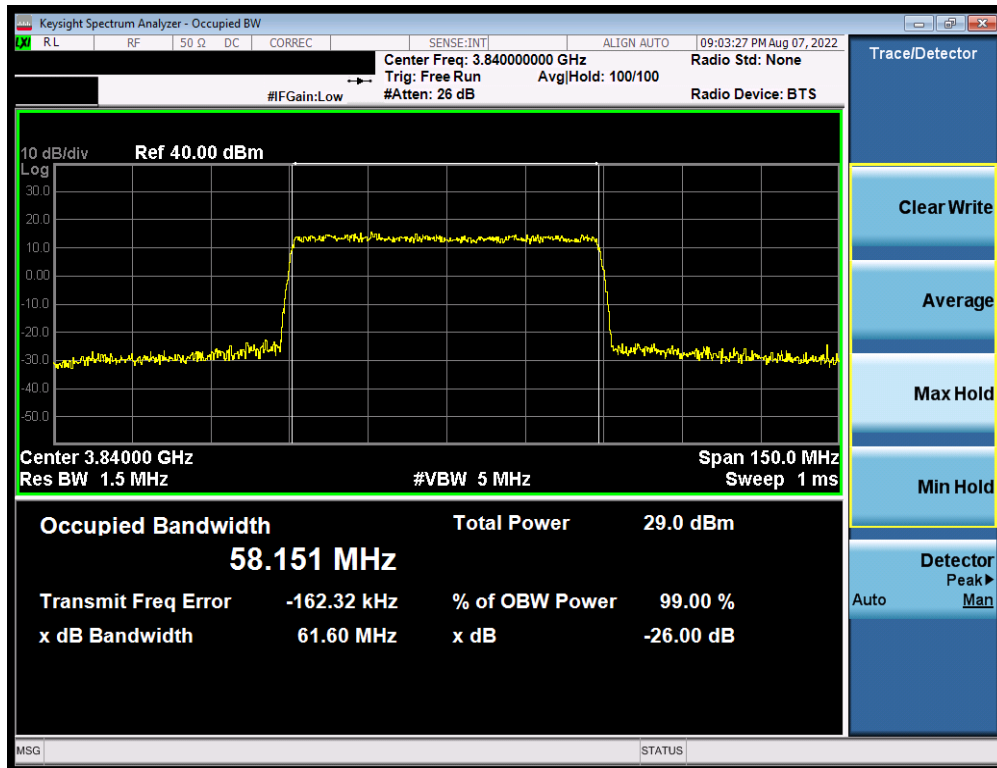 Keysight Spectrum Analyzer - Occupied BW
LXI RL RF 50 Ω DC CORREC SENSE:INT ALIGN AUTO 09:03:27 PM Aug 07, 2022
Center Freq: 3.840000000 GHz Radio Std: None
Trig: Free Run Avg|Hold: 100/100
#IFGain:Low #Atten: 26 dB Radio Device: BTS
10 dB/div Ref 40.00 dBm
Log
30.0
20.0
10.0
0.00
-10.0
-20.0
-30.0
-40.0
-50.0
Center 3.84000 GHz Span 150.0 MHz
Res BW 1.5 MHz #VBW 5 MHz Sweep 1 ms
Occupied Bandwidth Total Power 29.0 dBm
58.151 MHz
Transmit Freq Error -162.32 kHz % of OBW Power 99.00 %
x dB Bandwidth 61.60 MHz x dB -26.00 dB
Trace/Detector
Clear Write
Average
Max Hold
Min Hold
Detector
Peak▶
Auto Man
MSG STATUS